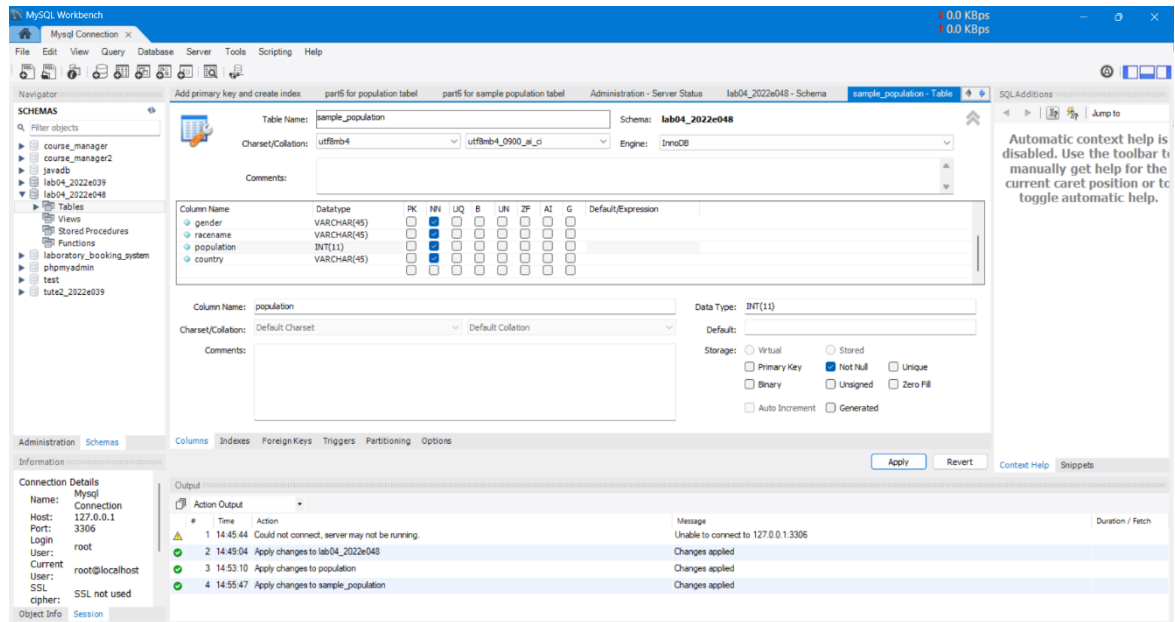 MySQL Workbench
0.0 KBps
0.0 KBps
Mysql Connection ×
File Edit View Query Database Server Tools Scripting Help
Navigator
SCHEMAS
Filter objects
course_manager
course_manager2
javadb
lab04_2022e039
lab04_2022e048
Tables
Views
Stored Procedures
Functions
laboratory_booking_system
phpmyadmin
test
tute2_2022e039
Administration Schemas
Information
Connection Details
Name: Mysql Connection
Host: 127.0.0.1
Port: 3306
Login User: root
Current User: root@localhost
SSL cipher: SSL not used
Object Info Session
Add primary key and create index part6 for population tabel part6 for sample population tabel Administration - Server Status lab04_2022e048 - Schema sample_population - Table
Table Name: sample_population Schema: lab04_2022e048
Charset/Collation: utf8mb4 utf8mb4_0900_ai_ci Engine: InnoDB
Comments:
Column Name Datatype PK NN UQ B UN ZF AI G Default/Expression
gender VARCHAR(45)
racename VARCHAR(45)
population INT(11)
country VARCHAR(45)
Column Name: population Data Type: INT(11)
Charset/Collation: Default Charset Default Collation Default:
Comments: Storage: Virtual Stored
Primary Key Not Null Unique
Binary Unsigned Zero Fill
Auto Increment Generated
Columns Indexes Foreign Keys Triggers Partitioning Options
Apply Revert
Output
Action Output
# Time Action Message Duration / Fetch
1 14:45:44 Could not connect, server may not be running. Unable to connect to 127.0.0.1:3306
2 14:49:04 Apply changes to lab04_2022e048 Changes applied
3 14:53:10 Apply changes to population Changes applied
4 14:55:47 Apply changes to sample_population Changes applied
SQLAdditions
Jump to
Automatic context help is
disabled. Use the toolbar to
manually get help for the
current caret position or to
toggle automatic help.
Context Help Snippets